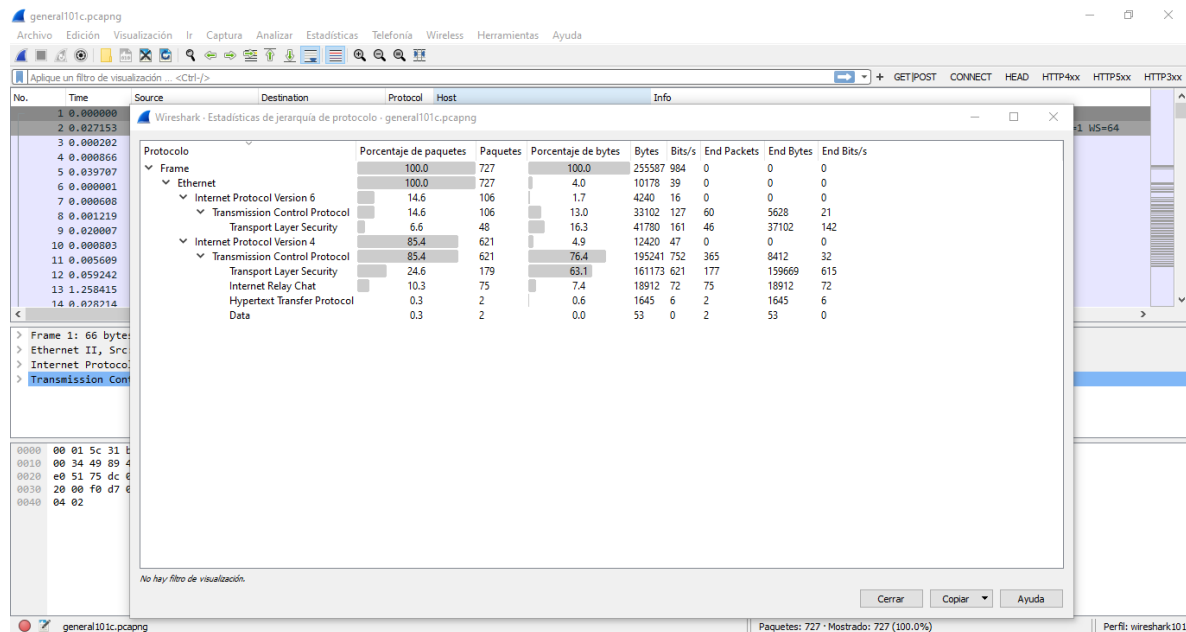 general101c.pcapng
Archivo Edición Visualización Ir Captura Analizar Estadísticas Telefonía Wireless Herramientas Ayuda
Aplique un filtro de visualización ... <Ctrl-/> + GET|POST CONNECT HEAD HTTP4xx HTTP5xx HTTP3xx
No. Time Source Destination Protocol Host Info
1 0.000000
2 0.027153 =1 WS=64
3 0.000202
4 0.000866
5 0.039707
6 0.000001
7 0.000608
8 0.001219
9 0.020007
10 0.000803
11 0.005609
12 0.059242
13 1.258415
14 0.028214
Wireshark · Estadísticas de jerarquía de protocolo · general101c.pcapng
Protocolo Porcentaje de paquetes Paquetes Porcentaje de bytes Bytes Bits/s End Packets End Bytes End Bits/s
Frame 100.0 727 100.0 255587 984 0 0 0
Ethernet 100.0 727 4.0 10178 39 0 0 0
Internet Protocol Version 6 14.6 106 1.7 4240 16 0 0 0
Transmission Control Protocol 14.6 106 13.0 33102 127 60 5628 21
Transport Layer Security 6.6 48 16.3 41780 161 46 37102 142
Internet Protocol Version 4 85.4 621 4.9 12420 47 0 0 0
Transmission Control Protocol 85.4 621 76.4 195241 752 365 8412 32
Transport Layer Security 24.6 179 63.1 161173 621 177 159669 615
Internet Relay Chat 10.3 75 7.4 18912 72 75 18912 72
Hypertext Transfer Protocol 0.3 2 0.6 1645 6 2 1645 6
Data 0.3 2 0.0 53 0 2 53 0
No hay filtro de visualización.
Cerrar Copiar Ayuda
Frame 1: 66 bytes
Ethernet II, Src
Internet Protoco
Transmission Con
0000 00 01 5c 31
0010 00 34 49 89
0020 e0 51 75 dc
0030 20 00 f0 d7
0040 04 02
general101c.pcapng Paquetes: 727 · Mostrado: 727 (100.0%) Perfil: wireshark101